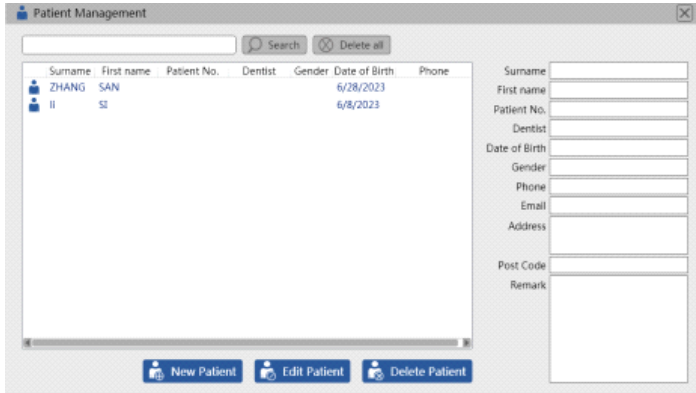 Patient Management
Search Delete all
Surname First name Patient No. Dentist Gender Date of Birth Phone
ZHANG SAN 6/28/2023
li SI 6/8/2023
New Patient Edit Patient Delete Patient
Surname
First name
Patient No.
Dentist
Date of Birth
Gender
Phone
Email
Address
Post Code
Remark